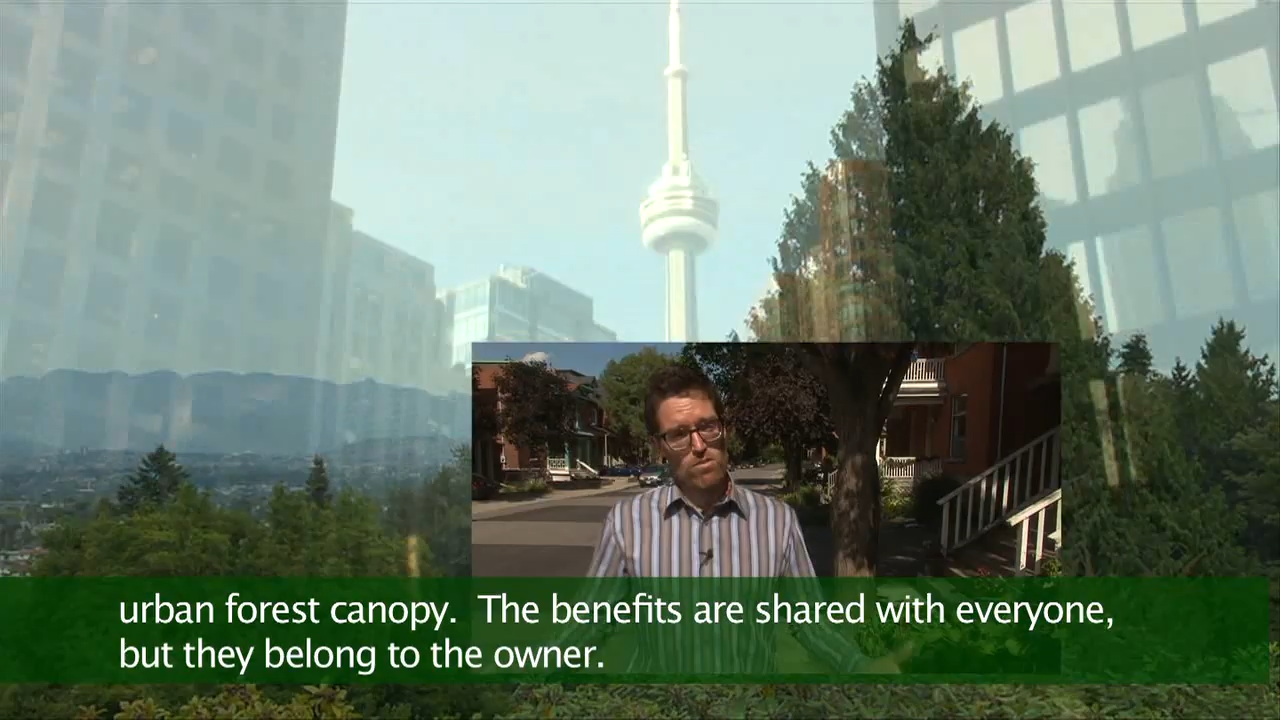 urban forest canopy.  The benefits are shared with everyone,
but they belong to the owner.